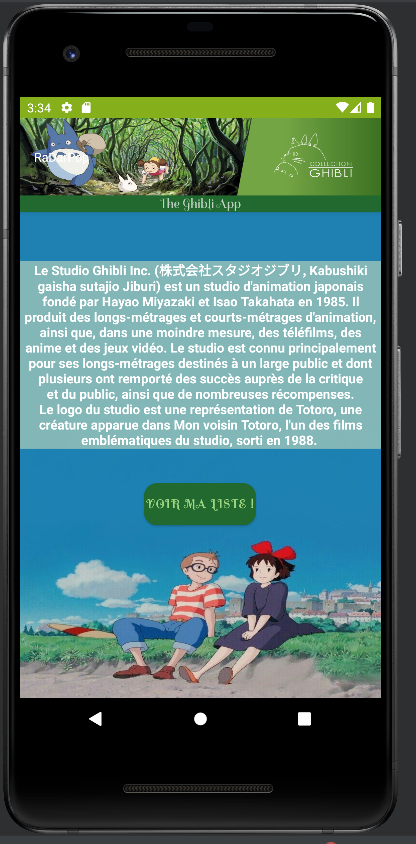 3:34
COLLECTION
GHIBLI
The Ghibli App
Le Studio Ghibli Inc. (株式会社スタジオジブリ, Kabushiki
gaisha sutajio Jiburi) est un studio d'animation japonais
fondé par Hayao Miyazaki et Isao Takahata en 1985. Il
produit des longs-métrages et courts-métrages d'animation,
ainsi que, dans une moindre mesure, des téléfilms, des
anime et des jeux vidéo. Le studio est connu principalement
pour ses longs-métrages destinés à un large public et dont
plusieurs ont remporté des succès auprès de la critique
et du public, ainsi que de nombreuses récompenses.
Le logo du studio est une représentation de Totoro, une
créature apparue dans Mon voisin Totoro, l'un des films
emblématiques du studio, sorti en 1988.
VOIR MA LISTE !